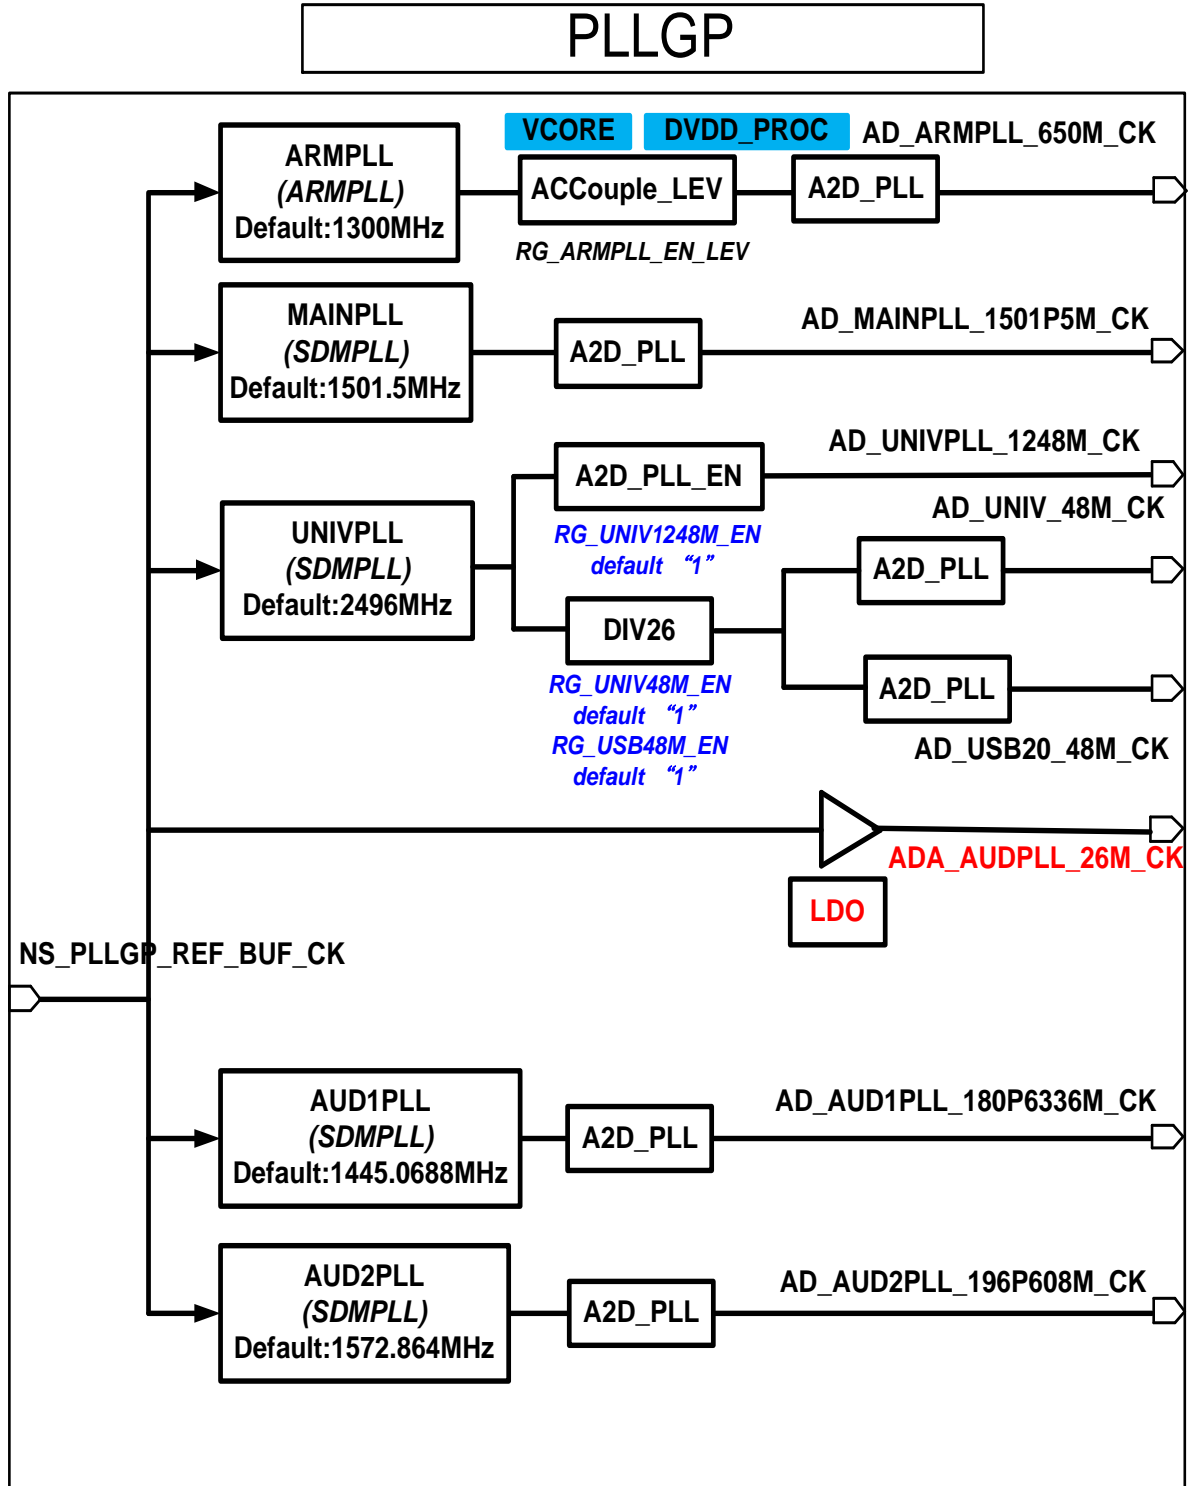 PLLGP
VCORE
DVDD_PROC
AD_ARMPLL_650M_CK
ARMPLL
(ARMPLL)
Default:1300MHz
ACCouple_LEV
A2D_PLL
RG_ARMPLL_EN_LEV
MAINPLL
(SDMPLL)
Default:1501.5MHz
A2D_PLL
AD_MAINPLL_1501P5M_CK
AD_UNIVPLL_1248M_CK
A2D_PLL_EN
RG_UNIV1248M_EN
default “1”
AD_UNIV_48M_CK
UNIVPLL
(SDMPLL)
Default:2496MHz
A2D_PLL
DIV26
RG_UNIV48M_EN
default “1”
RG_USB48M_EN
default “1”
A2D_PLL
AD_USB20_48M_CK
ADA_AUDPLL_26M_CK
LDO
NS_PLLGP_REF_BUF_CK
AUD1PLL
(SDMPLL)
Default:1445.0688MHz
A2D_PLL
AD_AUD1PLL_180P6336M_CK
AUD2PLL
(SDMPLL)
Default:1572.864MHz
A2D_PLL
AD_AUD2PLL_196P608M_CK